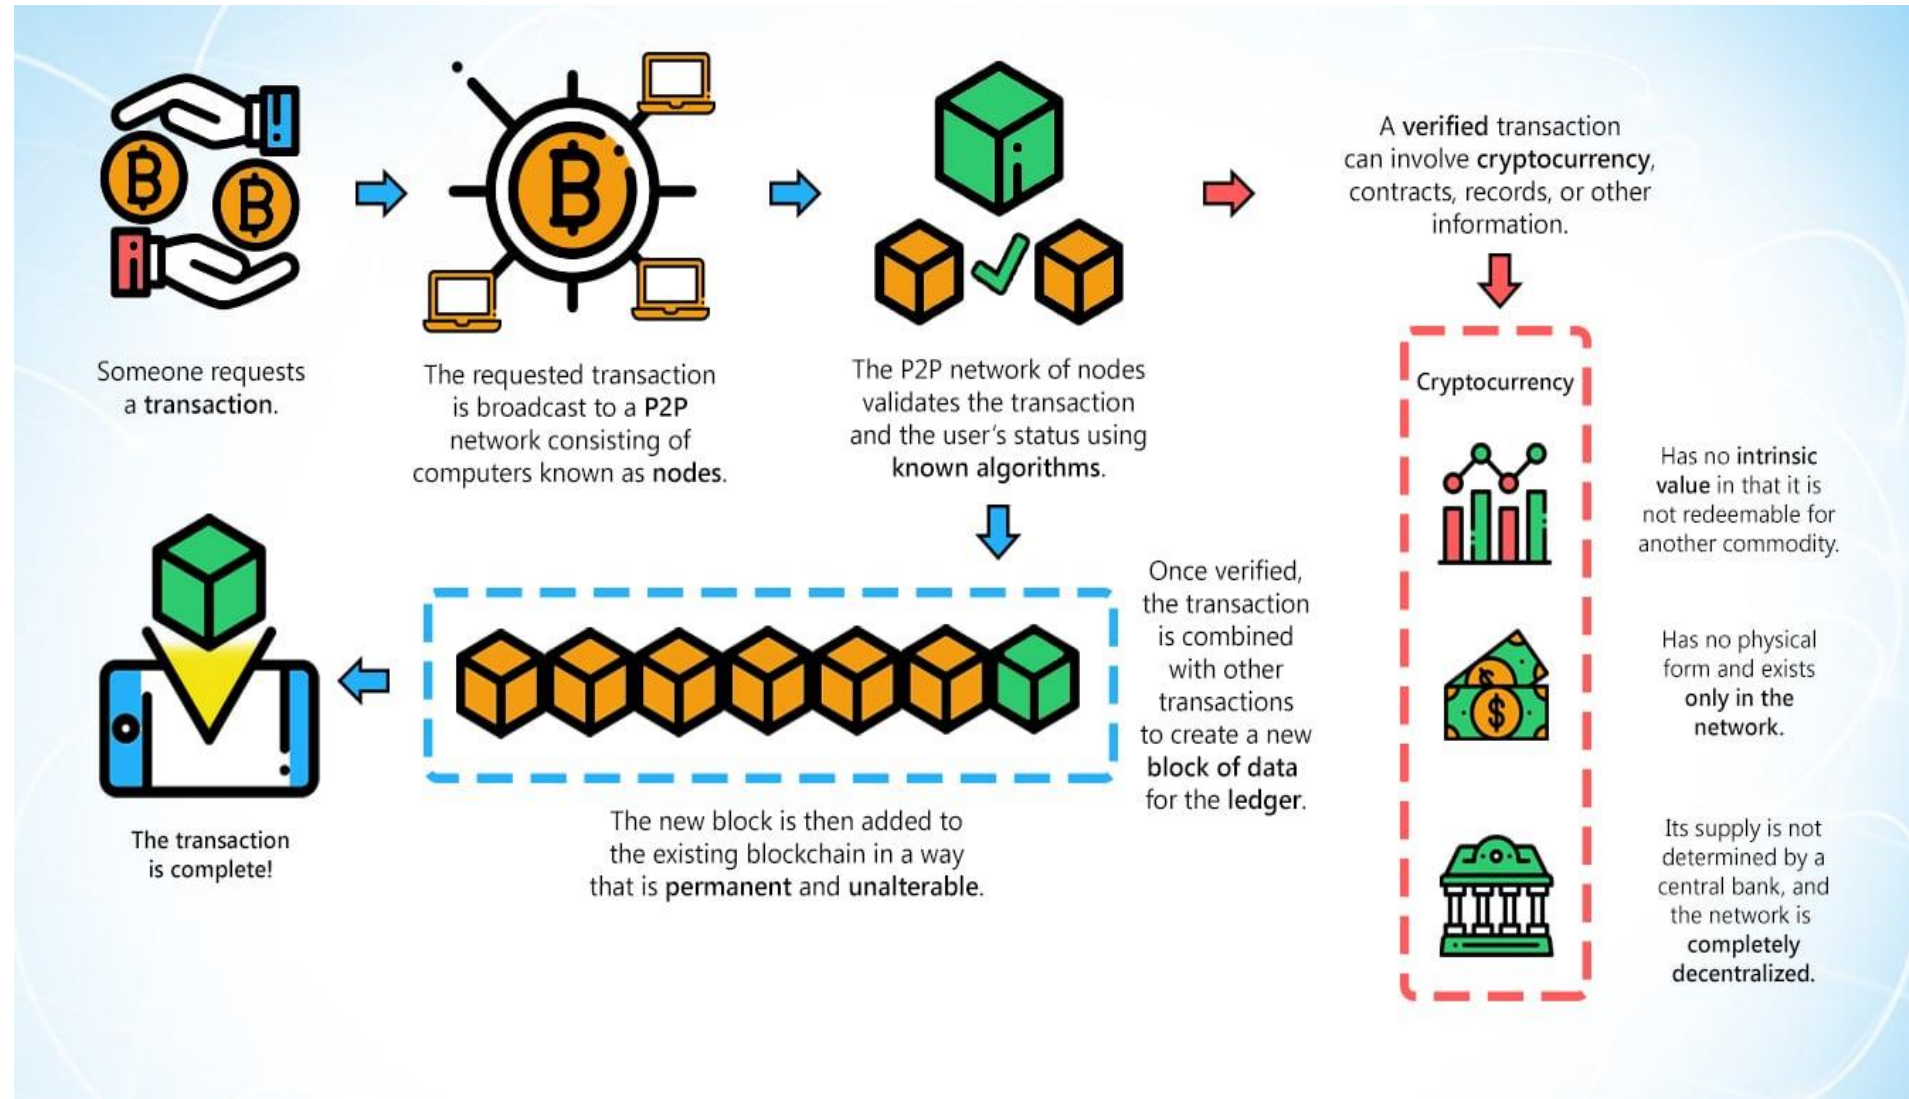 Someone requests
a transaction.
The requested transaction
is broadcast to a P2P
network consisting of
computers known as nodes.
The P2P network of nodes
validates the transaction
and the user's status using
known algorithms.
A verified transaction
can involve cryptocurrency,
contracts, records, or other
information.
Cryptocurrency
Has no intrinsic
value in that it is
not redeemable for
another commodity.
Has no physical
form and exists
only in the
network.
Its supply is not
determined by a
central bank, and
the network is
completely
decentralized.
Once verified,
the transaction
is combined
with other
transactions
to create a new
block of data
for the ledger.
The new block is then added to
the existing blockchain in a way
that is permanent and unalterable.
The transaction
is complete!